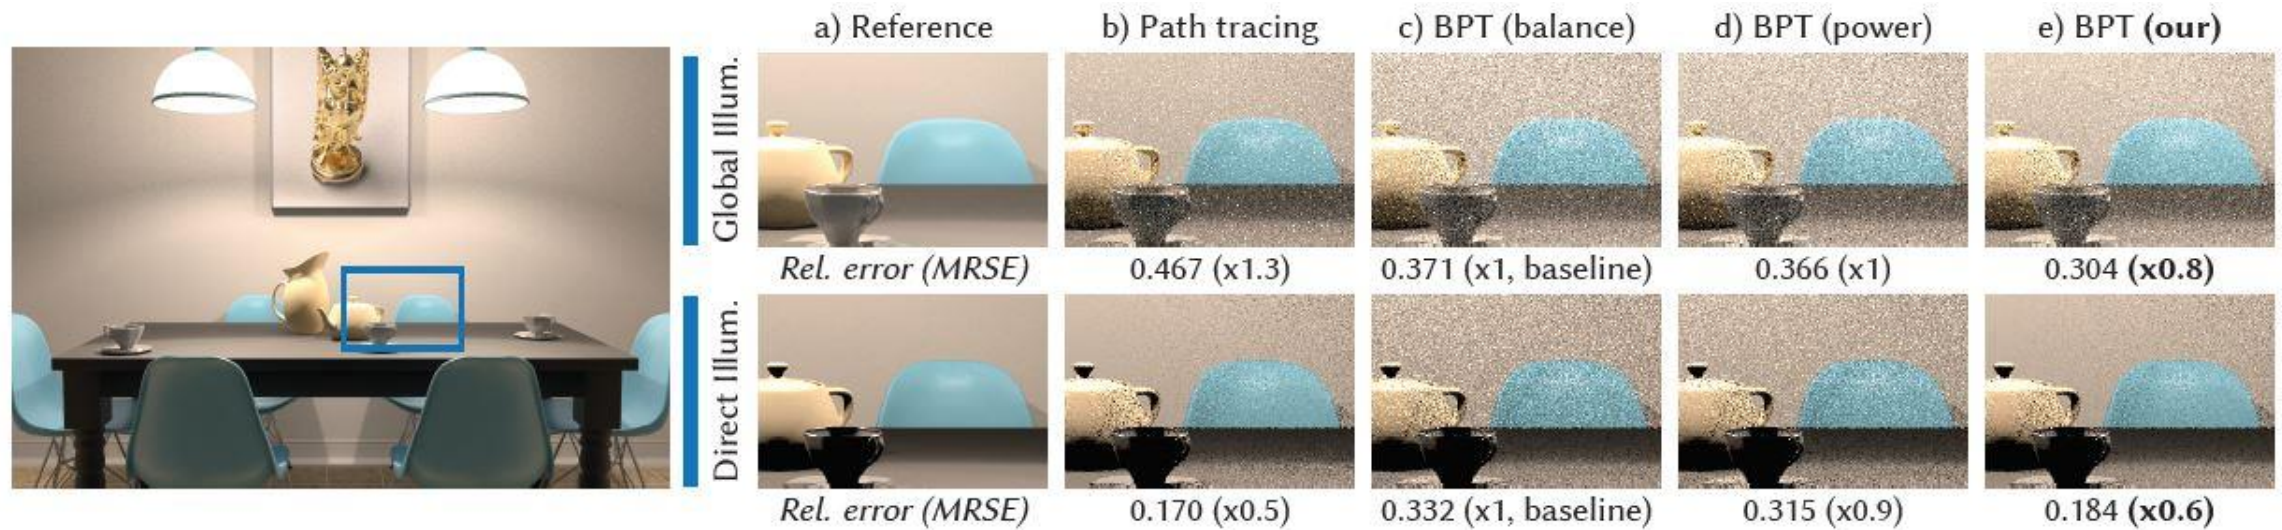 a) Reference
b) Path tracing
c) BPT (balance)
d) BPT (power)
e) BPT (our)
Global Illum.
Rel. error (MRSE)
0.467 (x1.3)
0.371 (x1, baseline)
0.366 (x1)
0.304 (x0.8)
Direct Illum.
Rel. error (MRSE)
0.170 (x0.5)
0.332 (x1, baseline)
0.315 (x0.9)
0.184 (x0.6)